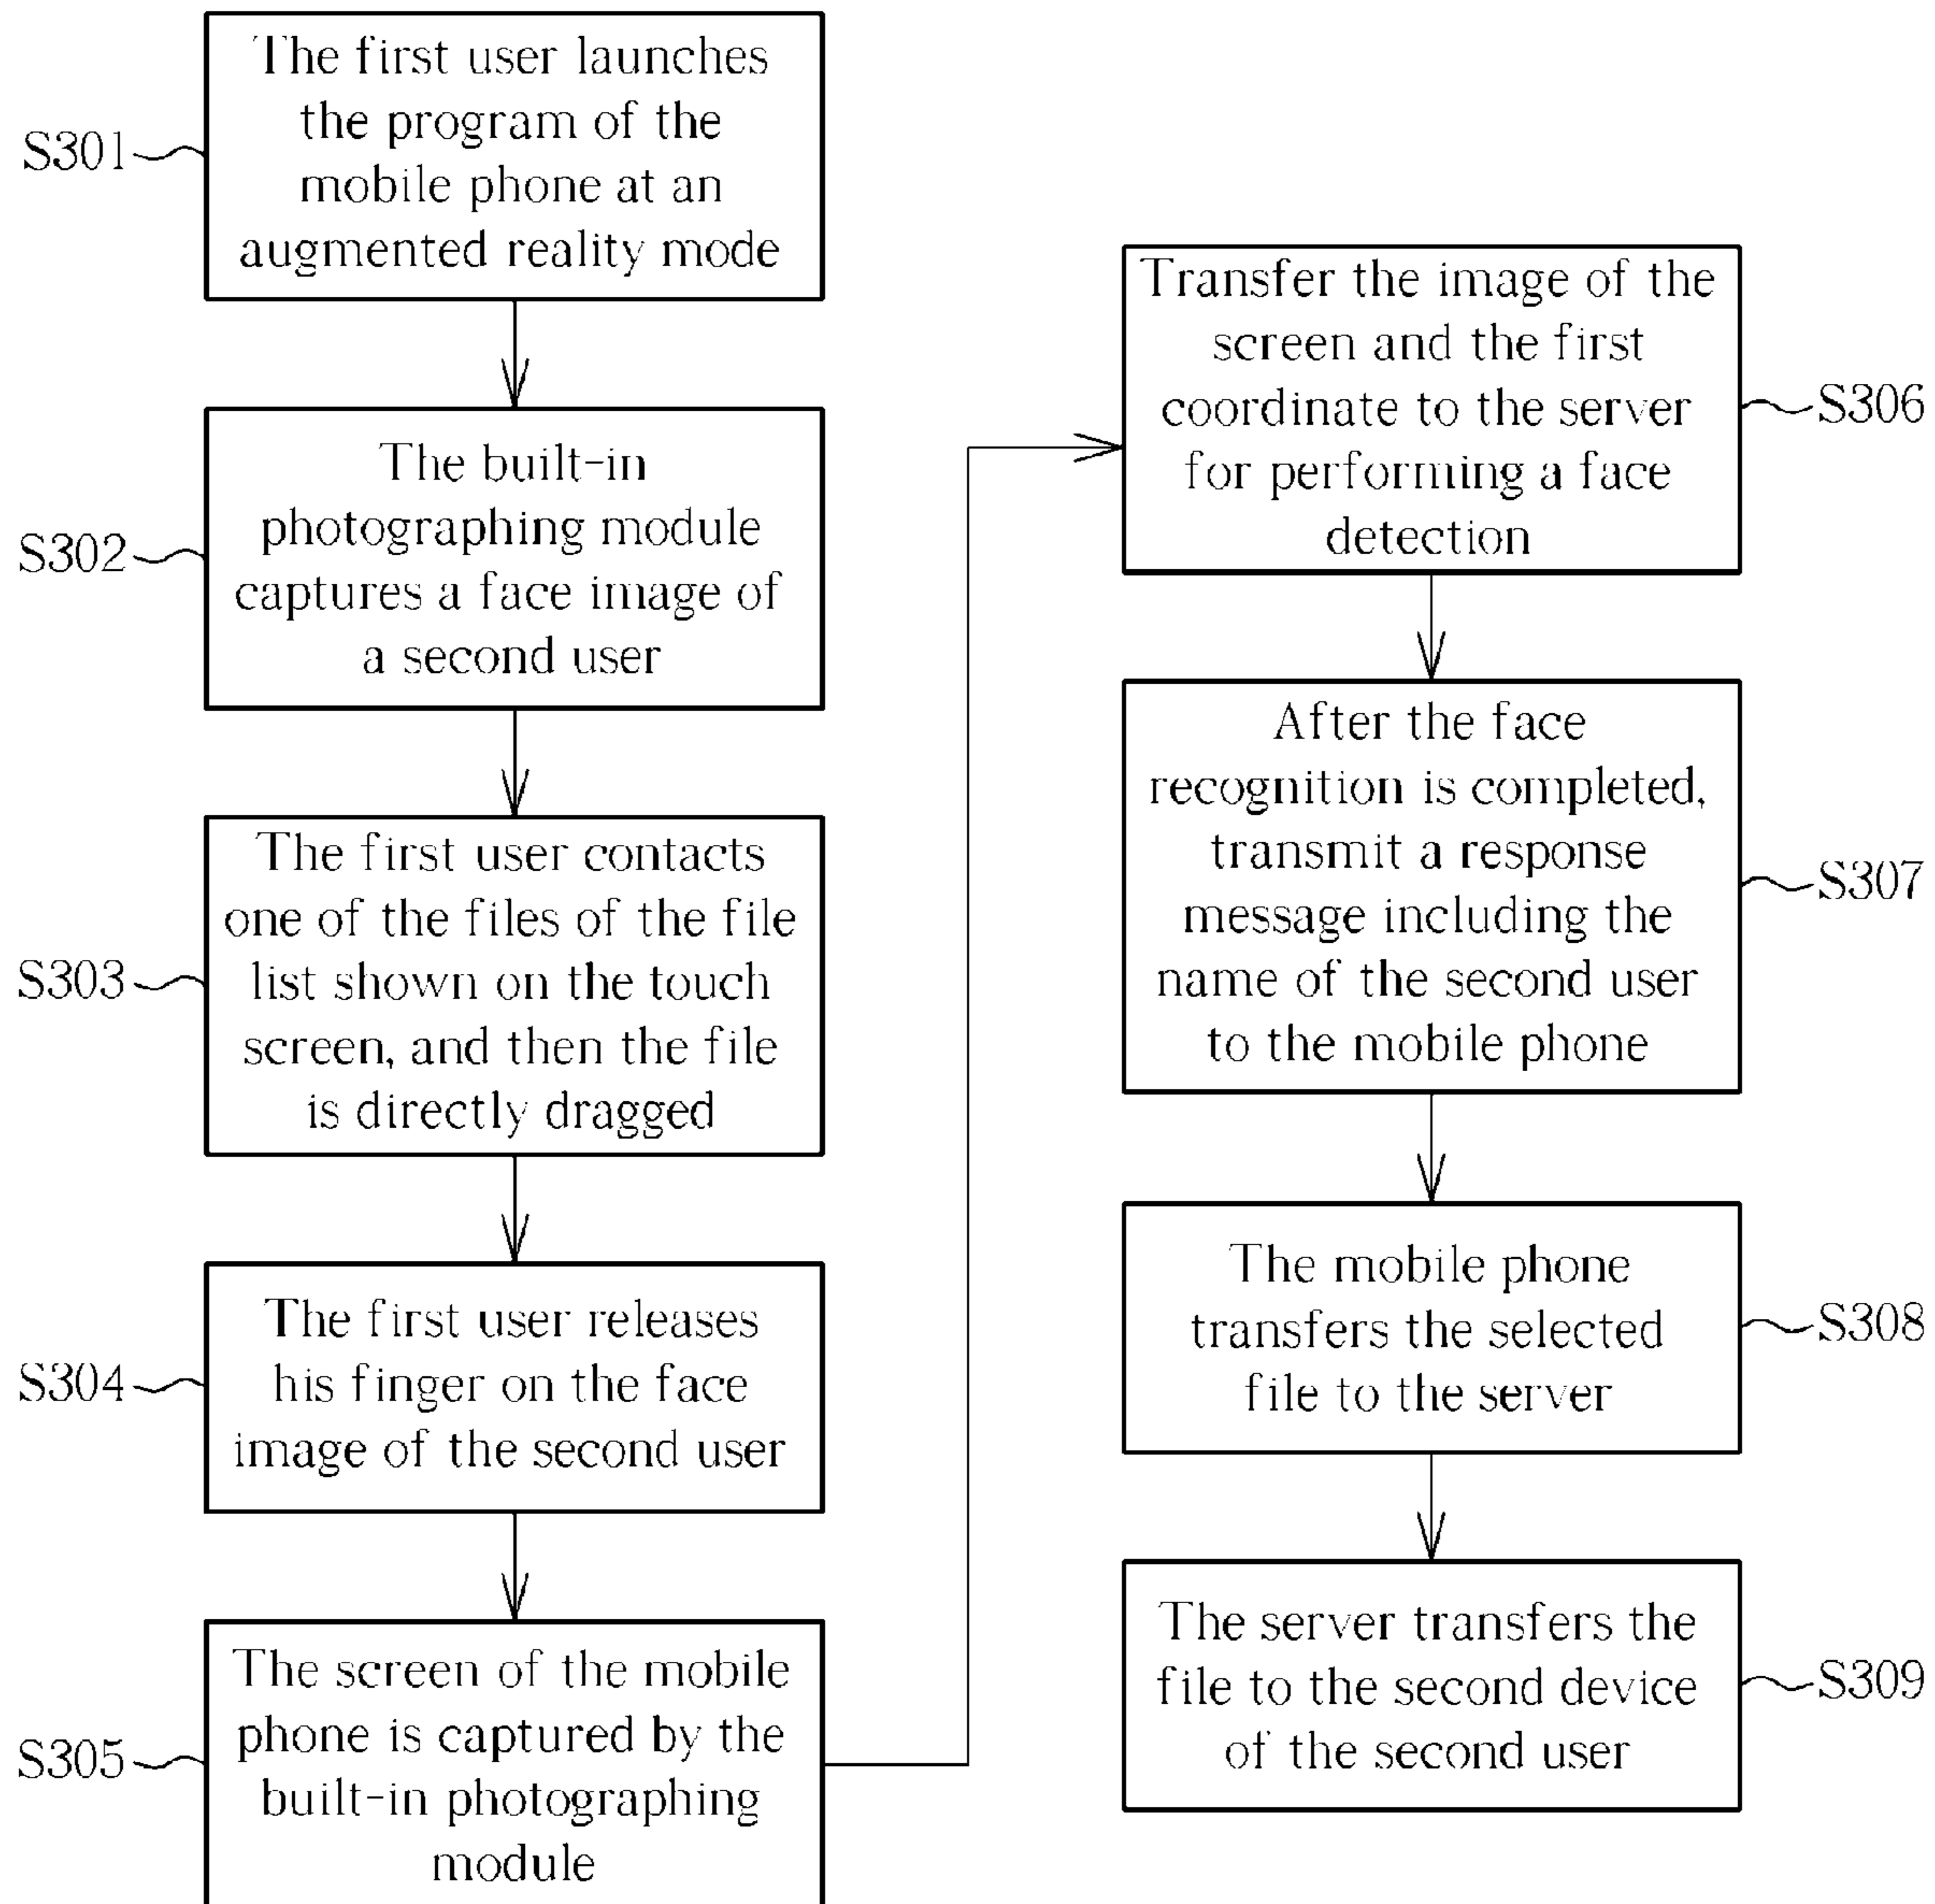 The first user launches
the program of the
mobile phone at an
augmented reality mode
S301
The built-in
photographing module
captures a face image of
a second user
S302
The first user contacts
one of the files of the file
list shown on the touch
screen, and then the file
is directly dragged
S303
The first user releases
his finger on the face
image of the second user
S304
The screen of the mobile
phone is captured by the
built-in photographing
module
S305
Transfer the image of the
screen and the first
coordinate to the server
for performing a face
detection
S306
After the face
recognition is completed,
transmit a response
message including the
name of the second user
to the mobile phone
S307
The mobile phone
transfers the selected
file to the server
S308
The server transfers the
file to the second device
of the second user
S309